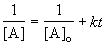 1/[A] = 1/[A]o + kt